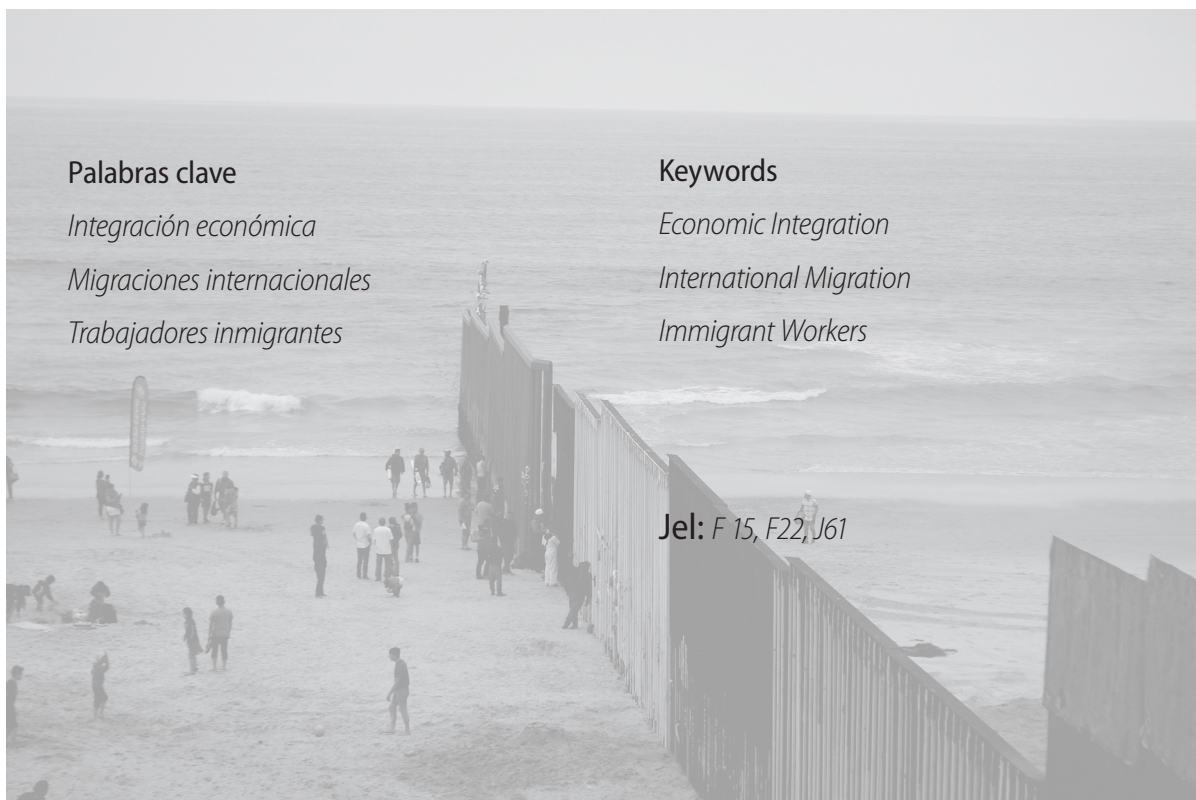 Palabras clave
Integración económica
Migraciones internacionales
Trabajadores inmigrantes
Keywords
Economic Integration
International Migration
Immigrant Workers
Jel: F 15, F22, J61